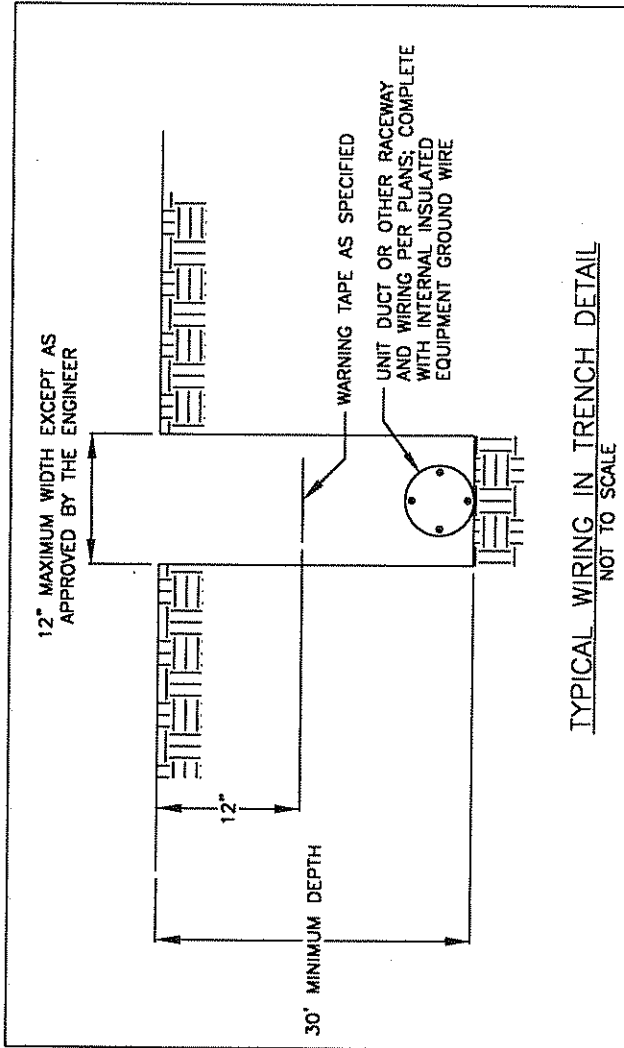 12" MAXIMUM WIDTH EXCEPT AS
APPROVED BY THE ENGINEER
12"
WARNING TAPE AS SPECIFIED
30' MINIMUM DEPTH
UNIT DUCT OR OTHER RACEWAY
AND WIRING PER PLANS; COMPLETE
WITH INTERNAL INSULATED
EQUIPMENT GROUND WIRE
TYPICAL WIRING IN TRENCH DETAIL
NOT TO SCALE